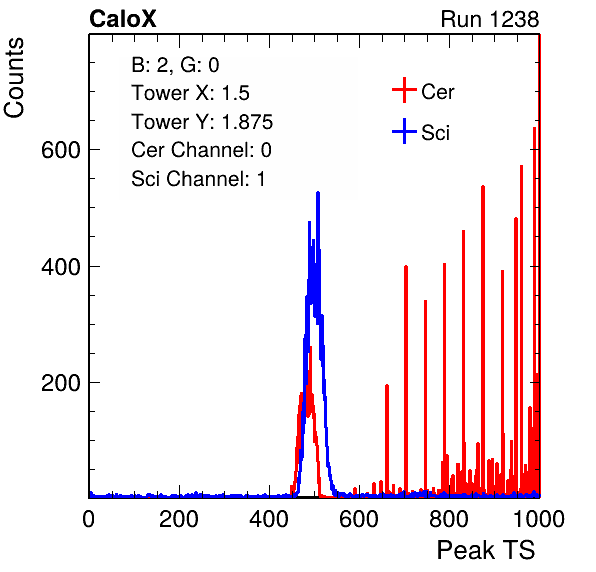 CaloX Run 1238
Counts
B: 2, G: 0
Tower X: 1.5
Tower Y: 1.875
Cer Channel: 0
Sci Channel: 1
Cer
Sci
600
400
200
0 200 400 600 800 1000
Peak TS